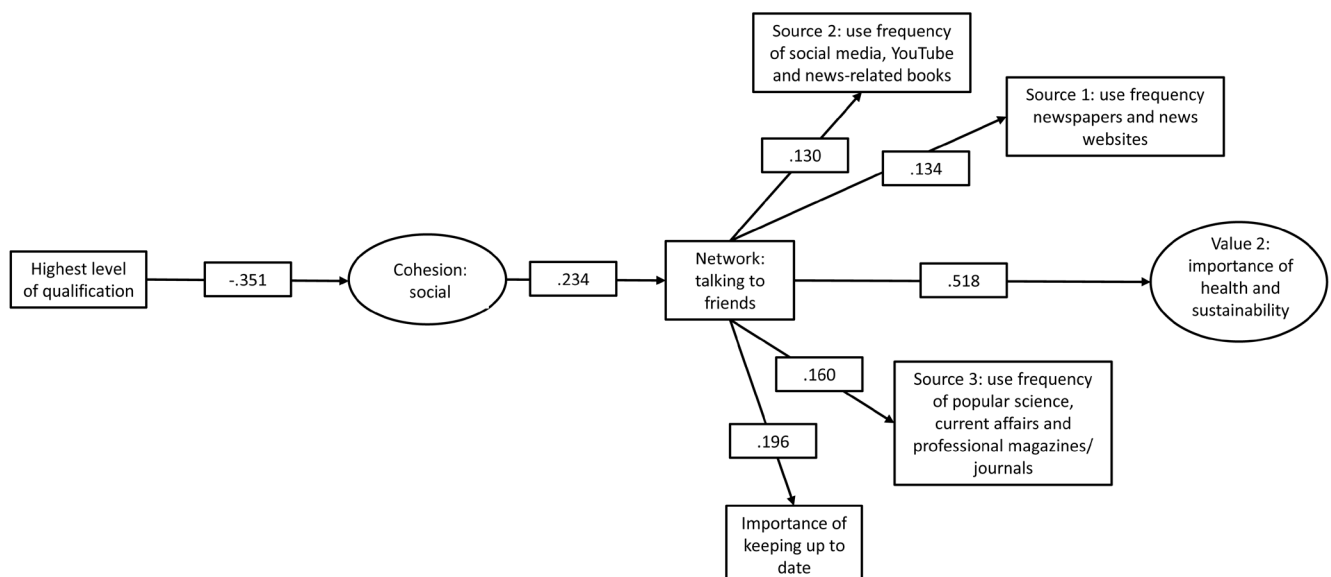 Source 2: use frequency
of social media, YouTube
and news-related books
Source 1: use frequency
newspapers and news
websites
.130
.134
Highest level
of qualification
-.351
Cohesion:
social
.234
Network:
talking to
friends
.518
Value 2:
importance of
health and
sustainability
.160
Source 3: use frequency
of popular science,
current affairs and
professional magazines/
journals
.196
Importance of
keeping up to
date